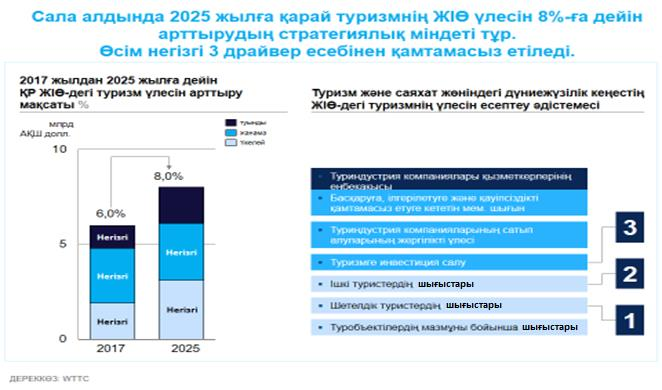 Сала алдында 2025 жылға қарай туризмнің ЖІӨ үлесін 8%-ға дейін
арттырудың стратегиялық міндеті тұр.
Өсім негізгі 3 драйвер есебінен қамтамасыз етіледі.
2017 жылдан 2025 жылға дейін
ҚР ЖІӨ-дегі туризм үлесін арттыру
мақсаты %
млрд
АҚШ долл.
туынды
жанама
тікелей
10
5
0
6,0%
8,0%
Негізгі
Негізгі
Негізгі
Негізгі
Негізгі
2017
2025
Туризм және саяхат жөніндегі дүниежүзілік кеңестің
ЖІӨ-дегі туризмнің үлесін есептеу әдістемесі
Туриндустрия компаниялары қызметкерлерінің
еңбекақысы
Басқаруға, ілгерілетуге және қауіпсіздікті
қамтамасыз етуге кететін мем. шығын
Туриндустрия компанияларының сатып
алуларының жергілікті үлесі
Туризмге инвестиция салу
Ішкі туристердің шығыстары
Шетелдік туристердің шығыстары
Туробъектілердің мазмұны бойынша шығыстары
3
2
1
ДЕРЕККӨЗ: WTTC